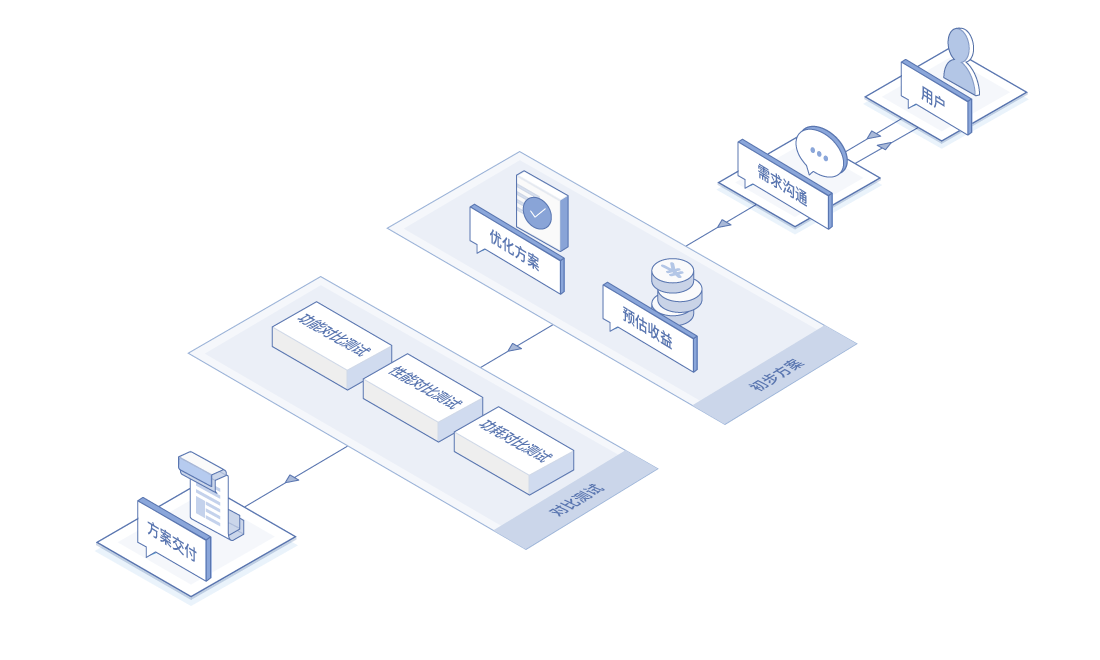 用户
需求沟通
优化方案
预估收益
初步方案
功能对比测试
性能对比测试
功耗对比测试
对比测试
方案交付